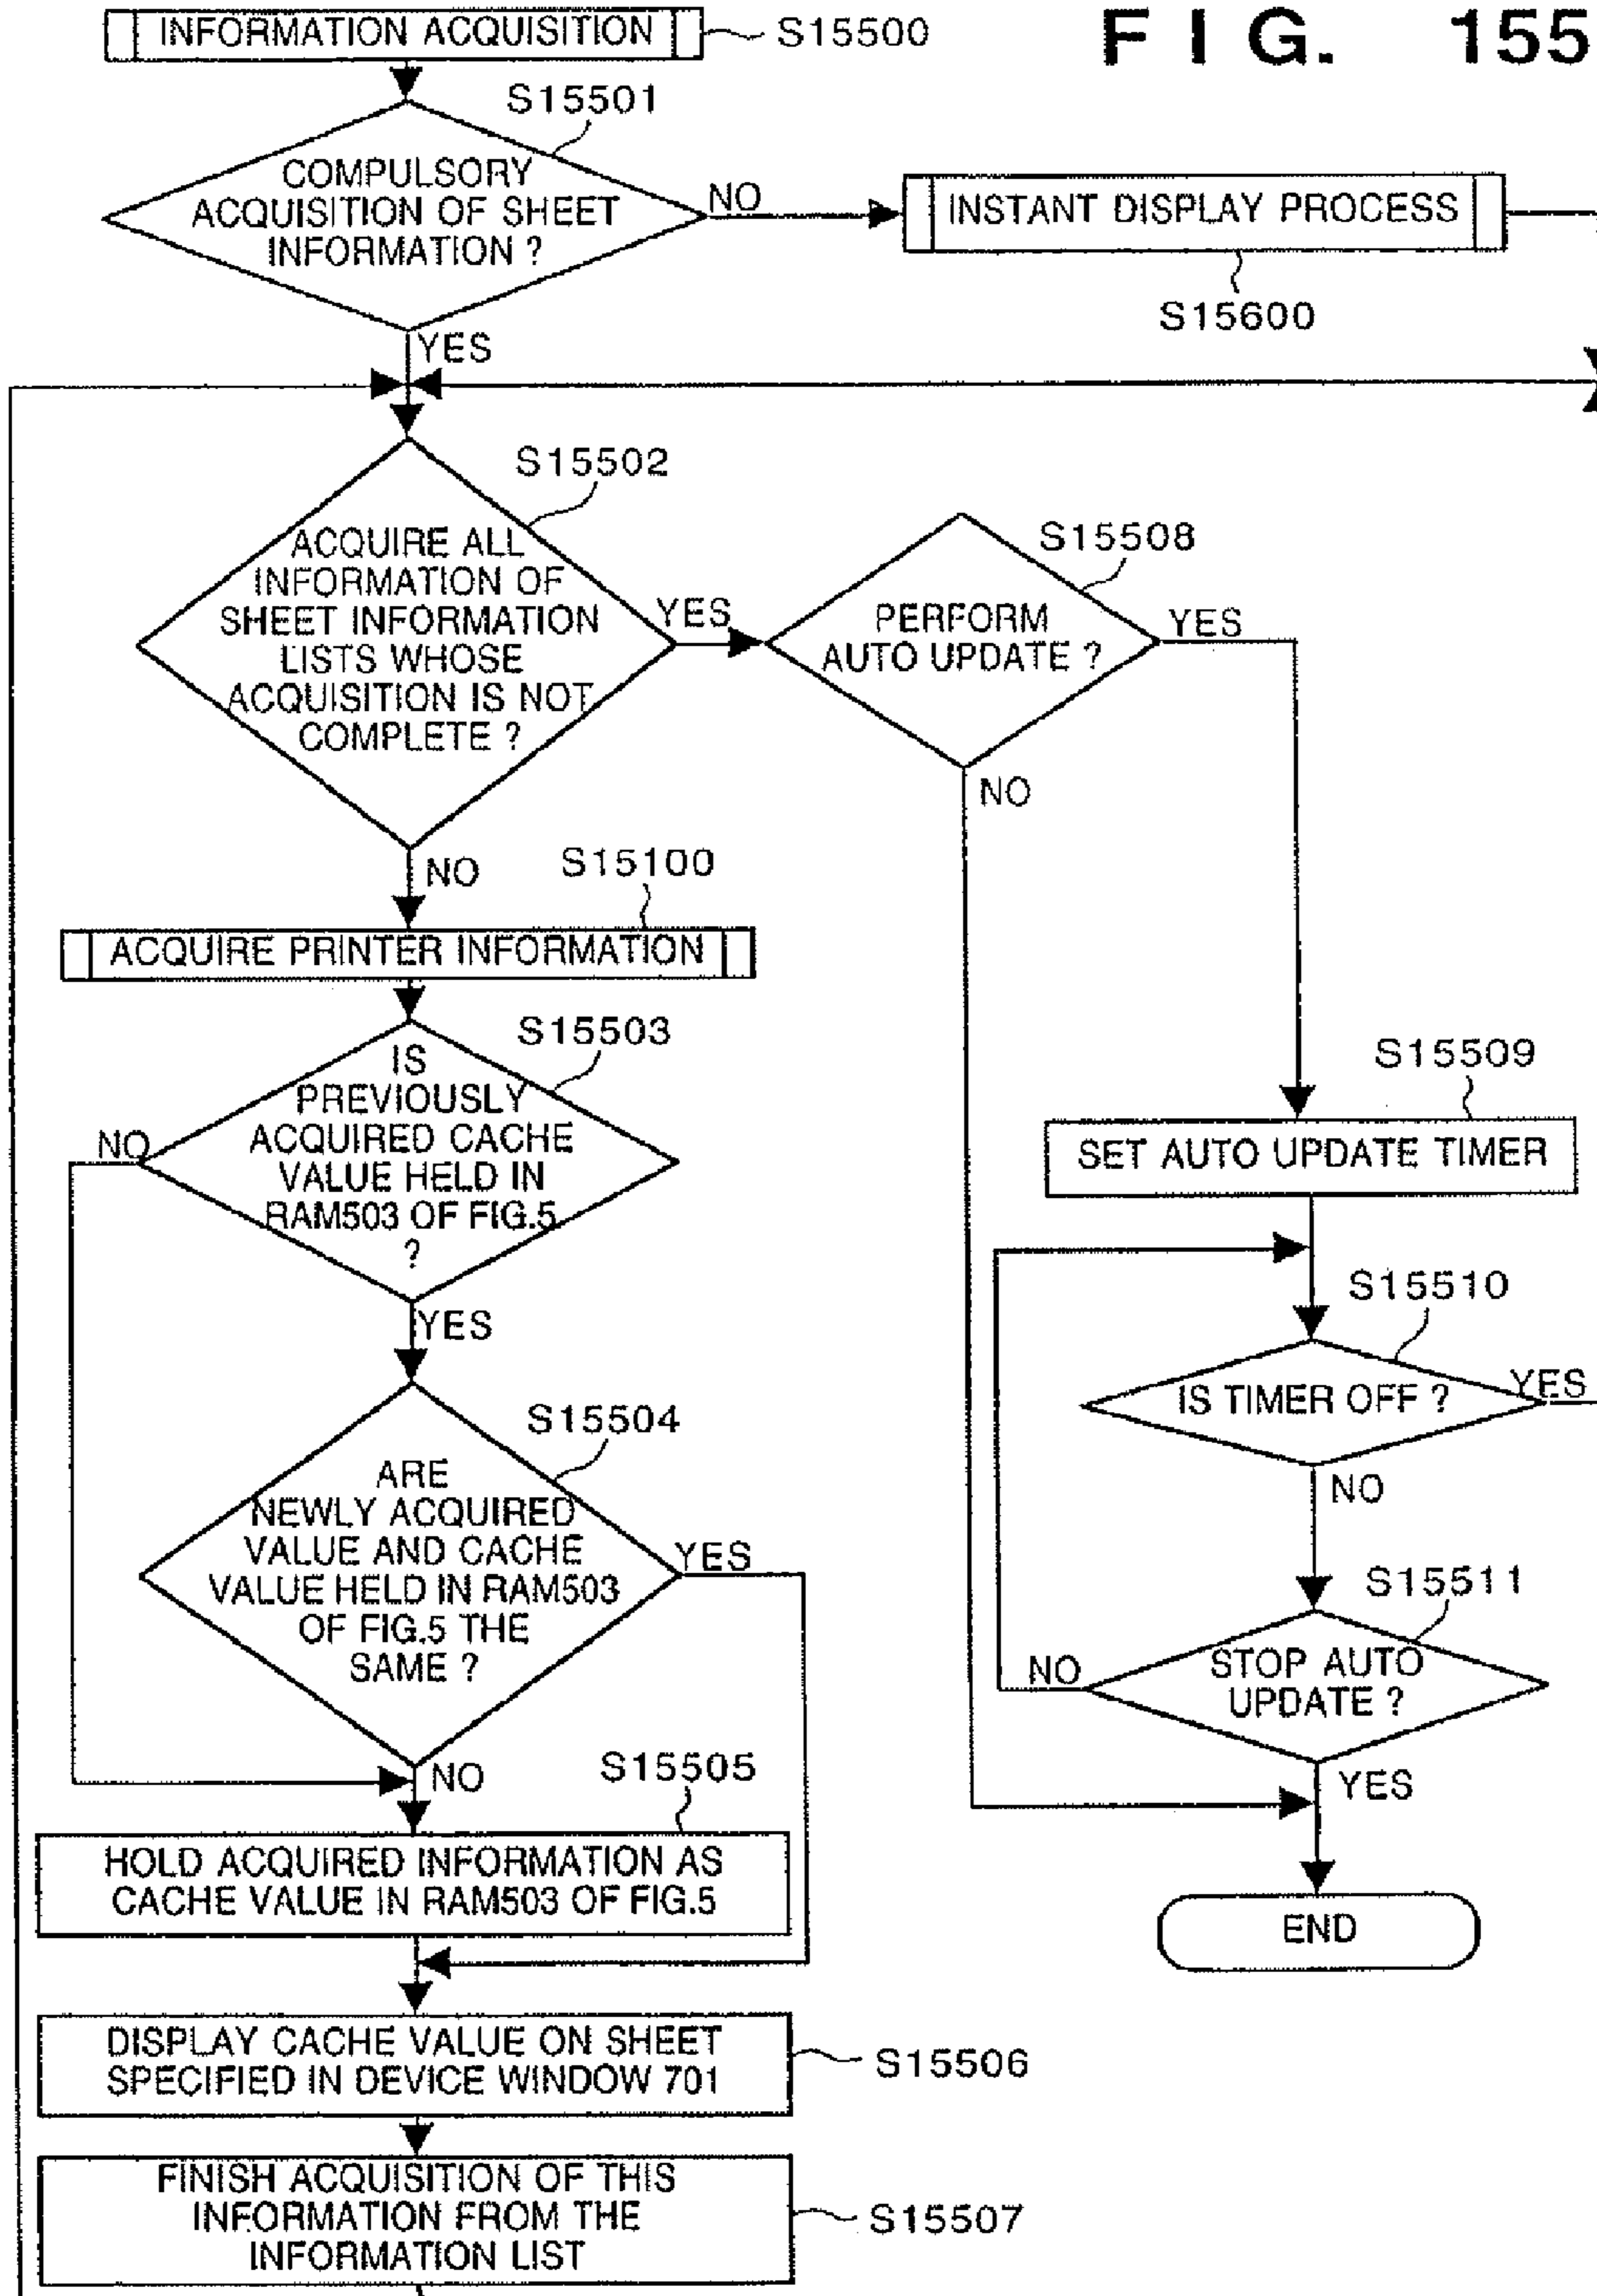 FIG. 155
INFORMATION ACQUISITION
S15500
S15501
COMPULSORY
ACQUISITION OF SHEET
INFORMATION ?
NO
INSTANT DISPLAY PROCESS
S15600
YES
S15502
ACQUIRE ALL
INFORMATION OF
SHEET INFORMATION
LISTS WHOSE
ACQUISITION IS NOT
COMPLETE ?
YES
S15508
PERFORM
AUTO UPDATE ?
YES
NO
NO
S15100
ACQUIRE PRINTER INFORMATION
S15503
IS
PREVIOUSLY
ACQUIRED CACHE
VALUE HELD IN
RAM503 OF FIG.5
?
NO
YES
S15504
ARE
NEWLY ACQUIRED
VALUE AND CACHE
VALUE HELD IN RAM503
OF FIG.5 THE
SAME ?
YES
NO
S15505
HOLD ACQUIRED INFORMATION AS
CACHE VALUE IN RAM503 OF FIG.5
DISPLAY CACHE VALUE ON SHEET
SPECIFIED IN DEVICE WINDOW 701
S15506
FINISH ACQUISITION OF THIS
INFORMATION FROM THE
INFORMATION LIST
S15507
S15509
SET AUTO UPDATE TIMER
S15510
IS TIMER OFF ?
YES
NO
S15511
STOP AUTO
UPDATE ?
NO
YES
END